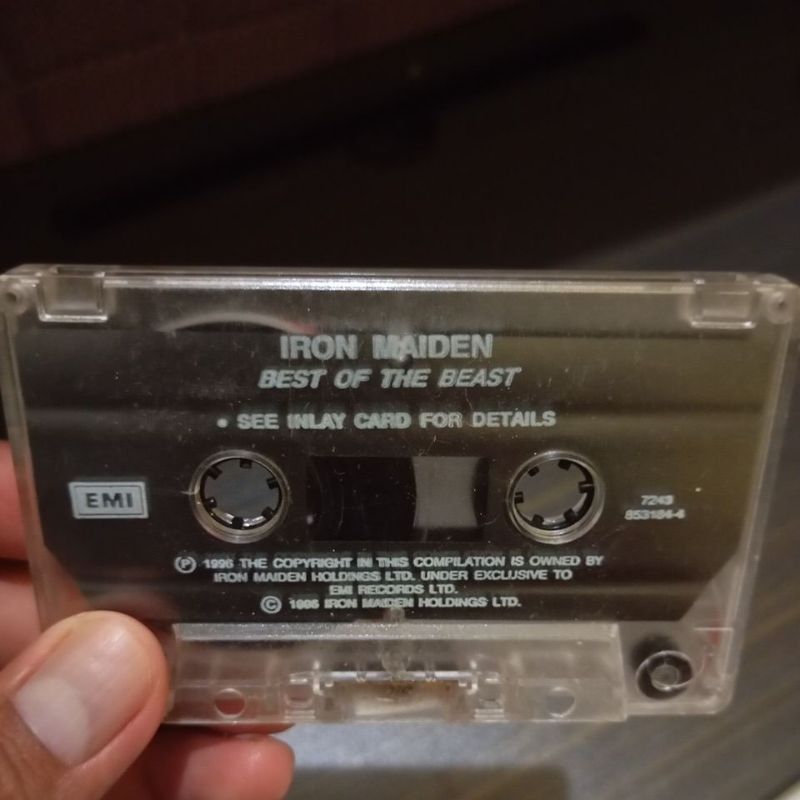 IRON MAIDEN
BEST OF THE BEAST
• SEE INLAY CARD FOR DETAILS
EMI
7243
853184-4
Ⓟ 1996 THE COPYRIGHT IN THIS COMPILATION IS OWNED BY
IRON MAIDEN HOLDINGS LTD. UNDER EXCLUSIVE TO
EMI RECORDS LTD.
© 1996 IRON MAIDEN HOLDINGS LTD.